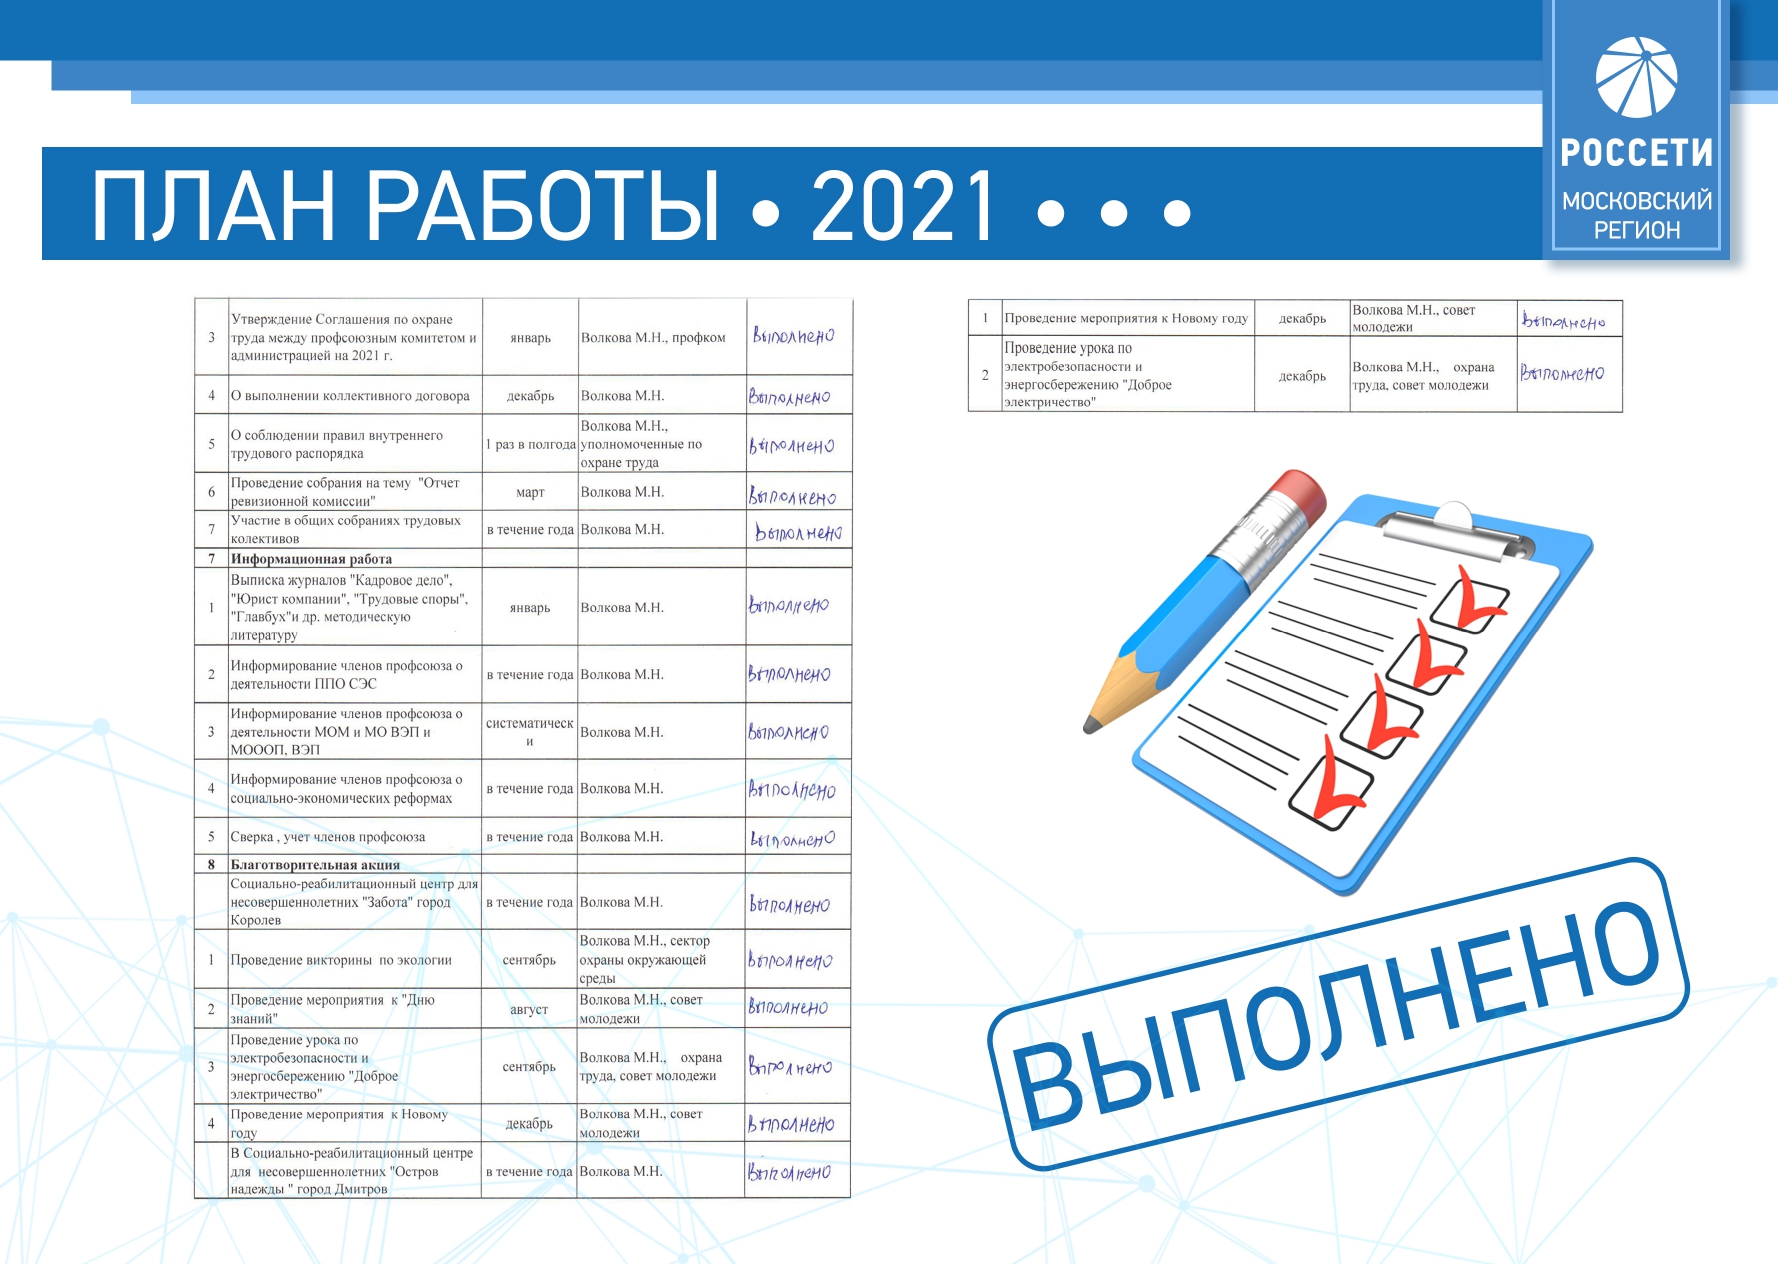 РОССЕТИ
МОСКОВСКИЙ
РЕГИОН
ПЛАН РАБОТЫ • 2021 • • •
3 Утверждение Соглашения по охране
труда между профсоюзным комитетом и
администрацией на 2021 г. январь Волкова М.Н., профком Выполнено
4 О выполнении коллективного договора декабрь Волкова М.Н. Выполнено
5 О соблюдении правил внутреннего
трудового распорядка 1 раз в полгода Волкова М.Н.,
уполномоченные по
охране труда Выполнено
6 Проведение собрания на тему "Отчет
ревизионной комиссии" март Волкова М.Н. Выполнено
7 Участие в общих собраниях трудовых
колективов в течение года Волкова М.Н. Выполнено
7 Информационная работа
1 Выписка журналов "Кадровое дело",
"Юрист компании", "Трудовые споры",
"Главбух"и др. методическую
литературу январь Волкова М.Н. Выполнено
2 Информирование членов профсоюза о
деятельности ППО СЭС в течение года Волкова М.Н. Выполнено
3 Информирование членов профсоюза о
деятельности МОМ и МО ВЭП и
МОООП, ВЭП систематическ
и Волкова М.Н. Выполнено
4 Информирование членов профсоюза о
социально-экономических реформах в течение года Волкова М.Н. Выполнено
5 Сверка , учет членов профсоюза в течение года Волкова М.Н. Выполнено
8 Благотворительная акция
Социально-реабилитационный центр для
несовершеннолетних "Забота" город
Королев в течение года Волкова М.Н. Выполнено
1 Проведение викторины по экологии сентябрь Волкова М.Н., сектор
охраны окружающей
среды Выполнено
2 Проведение мероприятия к "Дню
знаний" август Волкова М.Н., совет
молодежи Выполнено
3 Проведение урока по
электробезопасности и
энергосбережению "Доброе
электричество" сентябрь Волкова М.Н., охрана
труда, совет молодежи Выполнено
4 Проведение мероприятия к Новому
году декабрь Волкова М.Н., совет
молодежи Выполнено
В Социально-реабилитационный центре
для несовершеннолетних "Остров
надежды " город Дмитров в течение года Волкова М.Н. Выполнено
1 Проведение мероприятия к Новому году декабрь Волкова М.Н., совет
молодежи Выполнено
2 Проведение урока по
электробезопасности и
энергосбережению "Доброе
электричество" декабрь Волкова М.Н., охрана
труда, совет молодежи Выполнено
ВЫПОЛНЕНО